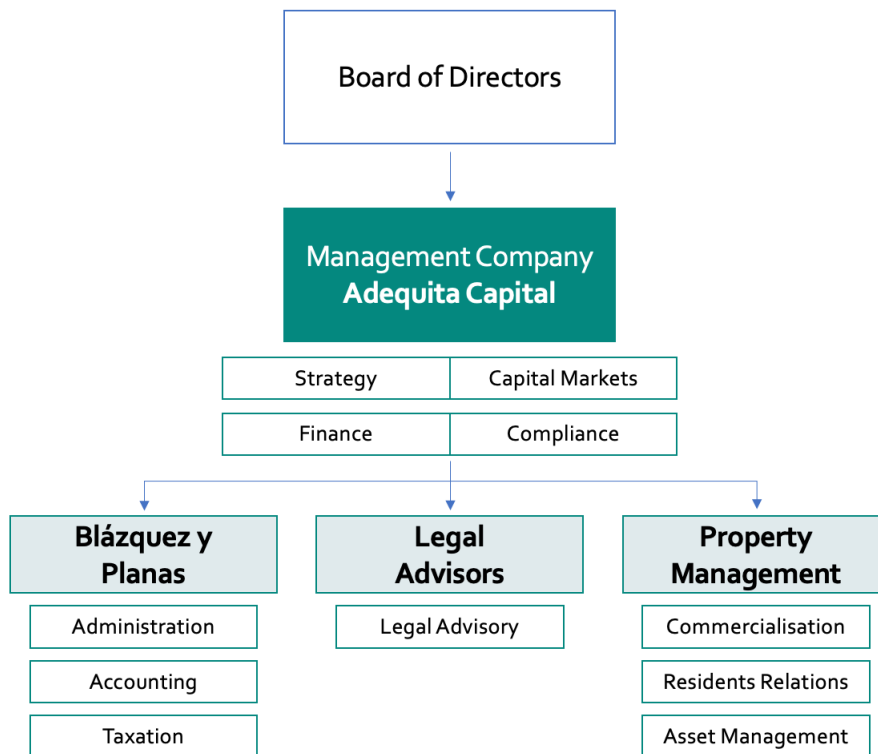 Board of Directors
Management Company
Adequita Capital
Strategy
Capital Markets
Finance
Compliance
Blázquez y
Planas
Legal
Advisors
Property
Management
Administration
Legal Advisory
Commercialisation
Accounting
Residents Relations
Taxation
Asset Management